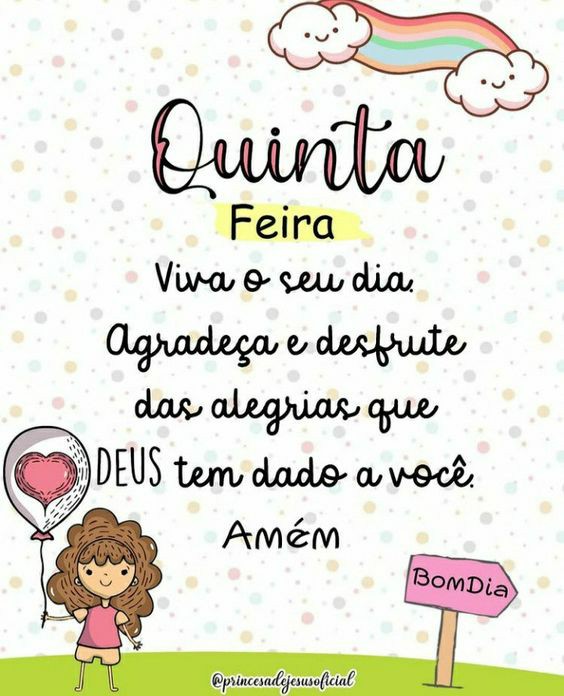 Quinta
Feira
Viva o seu dia.
Agradeça e desfrute
das alegrias que
DEUS tem dado a você.
Amém
BomDia
@princesadejesusoficial